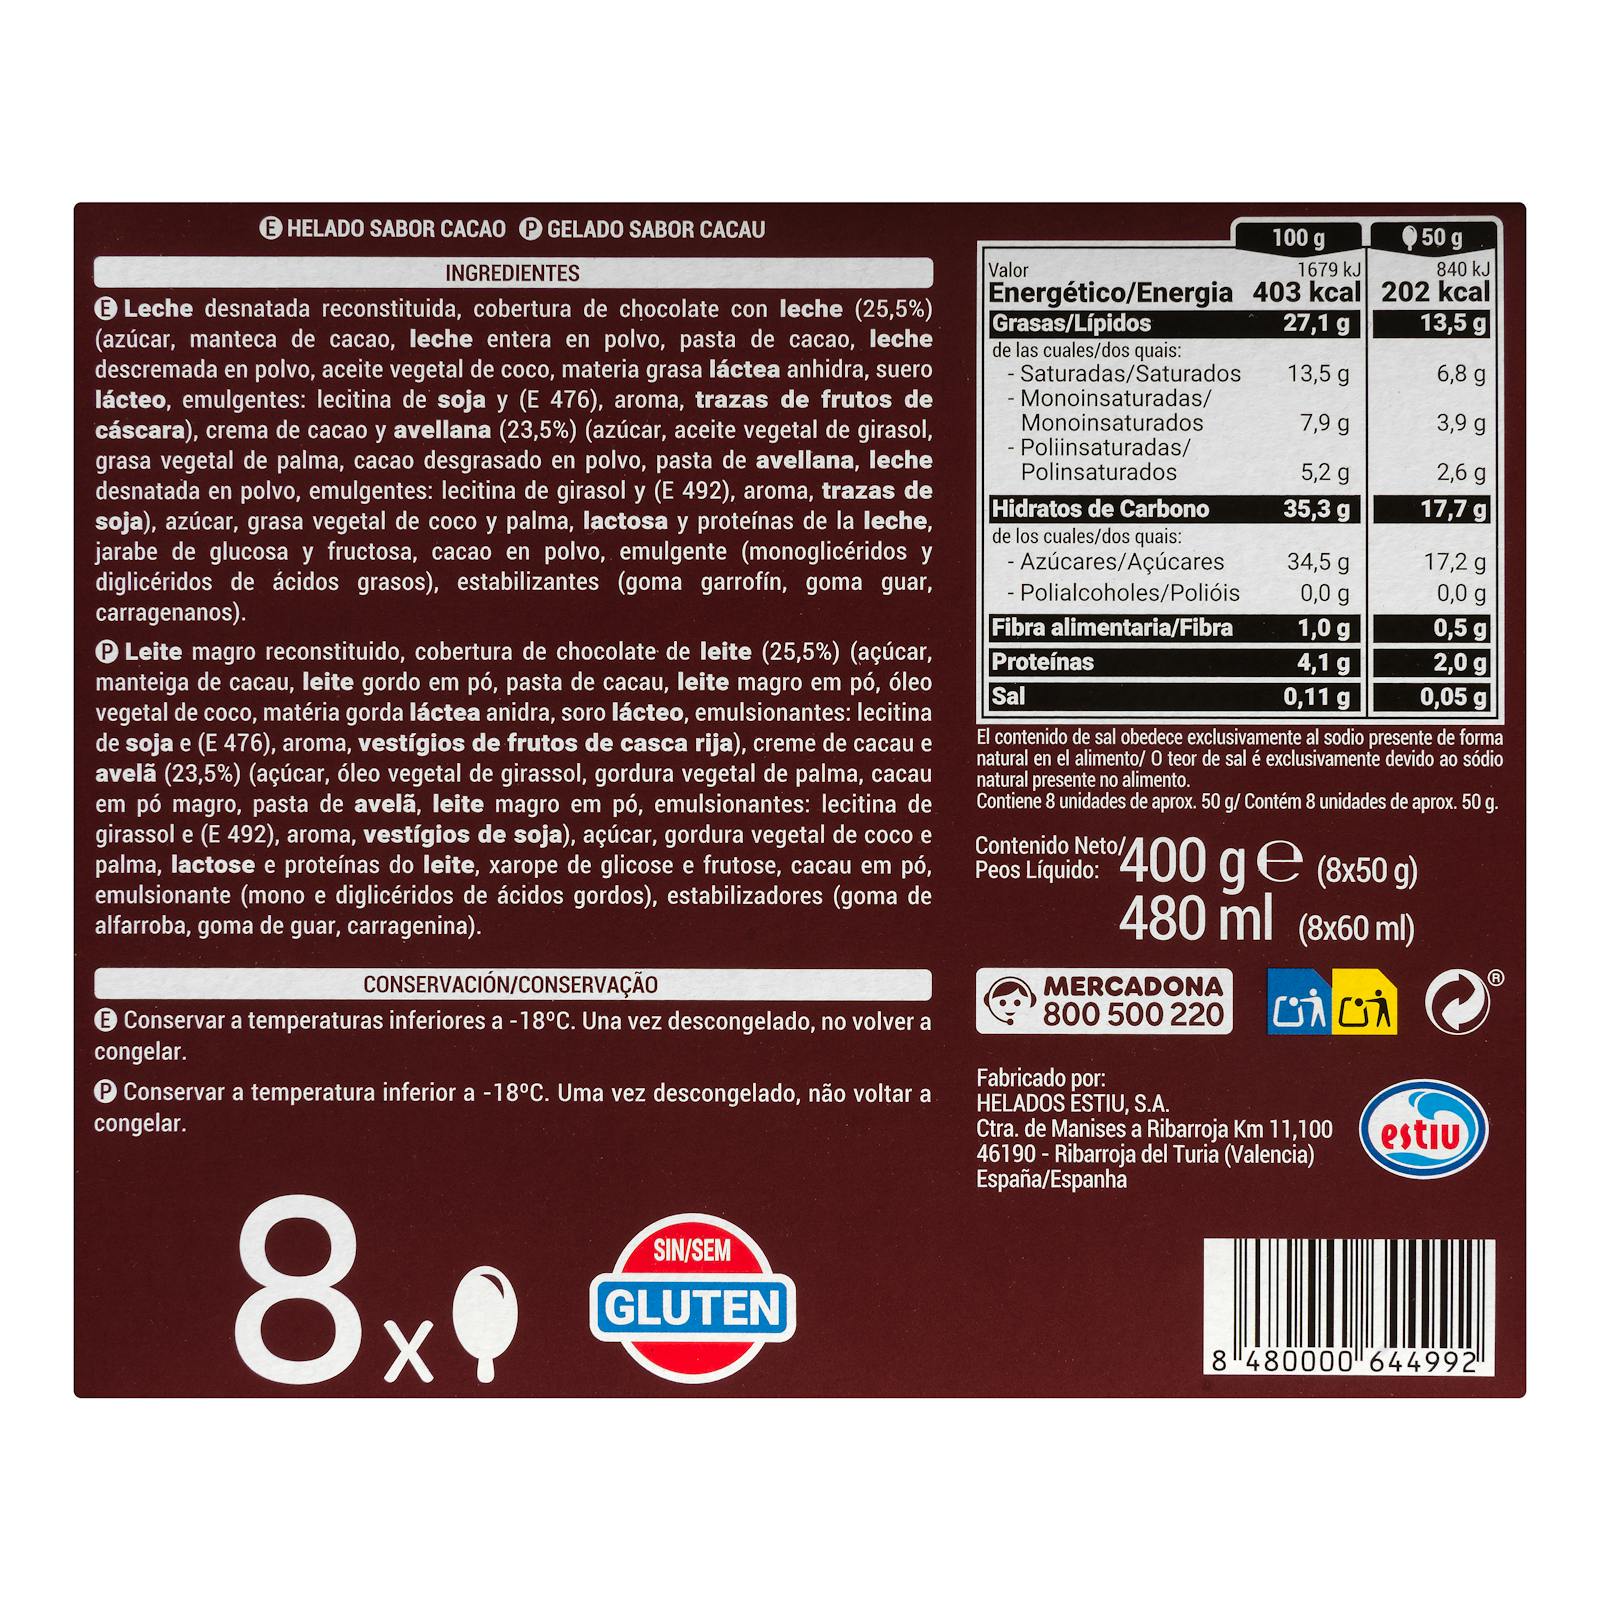 E HELADO SABOR CACAO P GELADO SABOR CACAU
INGREDIENTES
E Leche desnatada reconstituida, cobertura de chocolate con leche (25,5%)
(azúcar, manteca de cacao, leche entera en polvo, pasta de cacao, leche
descremada en polvo, aceite vegetal de coco, materia grasa láctea anhidra, suero
lácteo, emulgentes: lecitina de soja y (E 476), aroma, trazas de frutos de
cáscara), crema de cacao y avellana (23,5%) (azúcar, aceite vegetal de girasol,
grasa vegetal de palma, cacao desgrasado en polvo, pasta de avellana, leche
desnatada en polvo, emulgentes: lecitina de girasol y (E 492), aroma, trazas de
soja), azúcar, grasa vegetal de coco y palma, lactosa y proteínas de la leche,
jarabe de glucosa y fructosa, cacao en polvo, emulgente (monoglicéridos y
diglicéridos de ácidos grasos), estabilizantes (goma garrofín, goma guar,
carragenanos).
P Leite magro reconstituido, cobertura de chocolate de leite (25,5%) (açúcar,
manteiga de cacau, leite gordo em pó, pasta de cacau, leite magro em pó, óleo
vegetal de coco, matéria gorda láctea anidra, soro lácteo, emulsionantes: lecitina
de soja e (E 476), aroma, vestígios de frutos de casca rija), creme de cacau e
avelã (23,5%) (açúcar, óleo vegetal de girassol, gordura vegetal de palma, cacau
em pó magro, pasta de avelã, leite magro em pó, emulsionantes: lecitina de
girassol e (E 492), aroma, vestígios de soja), açúcar, gordura vegetal de coco e
palma, lactose e proteínas do leite, xarope de glicose e frutose, cacau em pó,
emulsionante (mono e diglicéridos de ácidos gordos), estabilizadores (goma de
alfarroba, goma de guar, carragenina).
CONSERVACIÓN/CONSERVAÇÃO
E Conservar a temperaturas inferiores a -18ºC. Una vez descongelado, no volver a
congelar.
P Conservar a temperatura inferior a -18ºC. Uma vez descongelado, não voltar a
congelar.
8x
SIN/SEM
GLUTEN
100 g 50 g
Valor 1679 kJ 840 kJ
Energético/Energia 403 kcal 202 kcal
Grasas/Lípidos 27,1 g 13,5 g
de las cuales/dos quais:
- Saturadas/Saturados 13,5 g 6,8 g
- Monoinsaturadas/
Monoinsaturados 7,9 g 3,9 g
- Poliinsaturadas/
Polinsaturados 5,2 g 2,6 g
Hidratos de Carbono 35,3 g 17,7 g
de los cuales/dos quais:
- Azúcares/Açúcares 34,5 g 17,2 g
- Polialcoholes/Polióis 0,0 g 0,0 g
Fibra alimentaria/Fibra 1,0 g 0,5 g
Proteínas 4,1 g 2,0 g
Sal 0,11 g 0,05 g
El contenido de sal obedece exclusivamente al sodio presente de forma
natural en el alimento/ O teor de sal é exclusivamente devido ao sódio
natural presente no alimento.
Contiene 8 unidades de aprox. 50 g/ Contém 8 unidades de aprox. 50 g.
Contenido Neto/
Peos Líquido: 400 g e (8x50 g)
480 ml (8x60 ml)
MERCADONA
800 500 220
®
Fabricado por:
HELADOS ESTIU, S.A.
Ctra. de Manises a Ribarroja Km 11,100
46190 - Ribarroja del Turia (Valencia)
España/Espanha
estiu
8 480000 644992